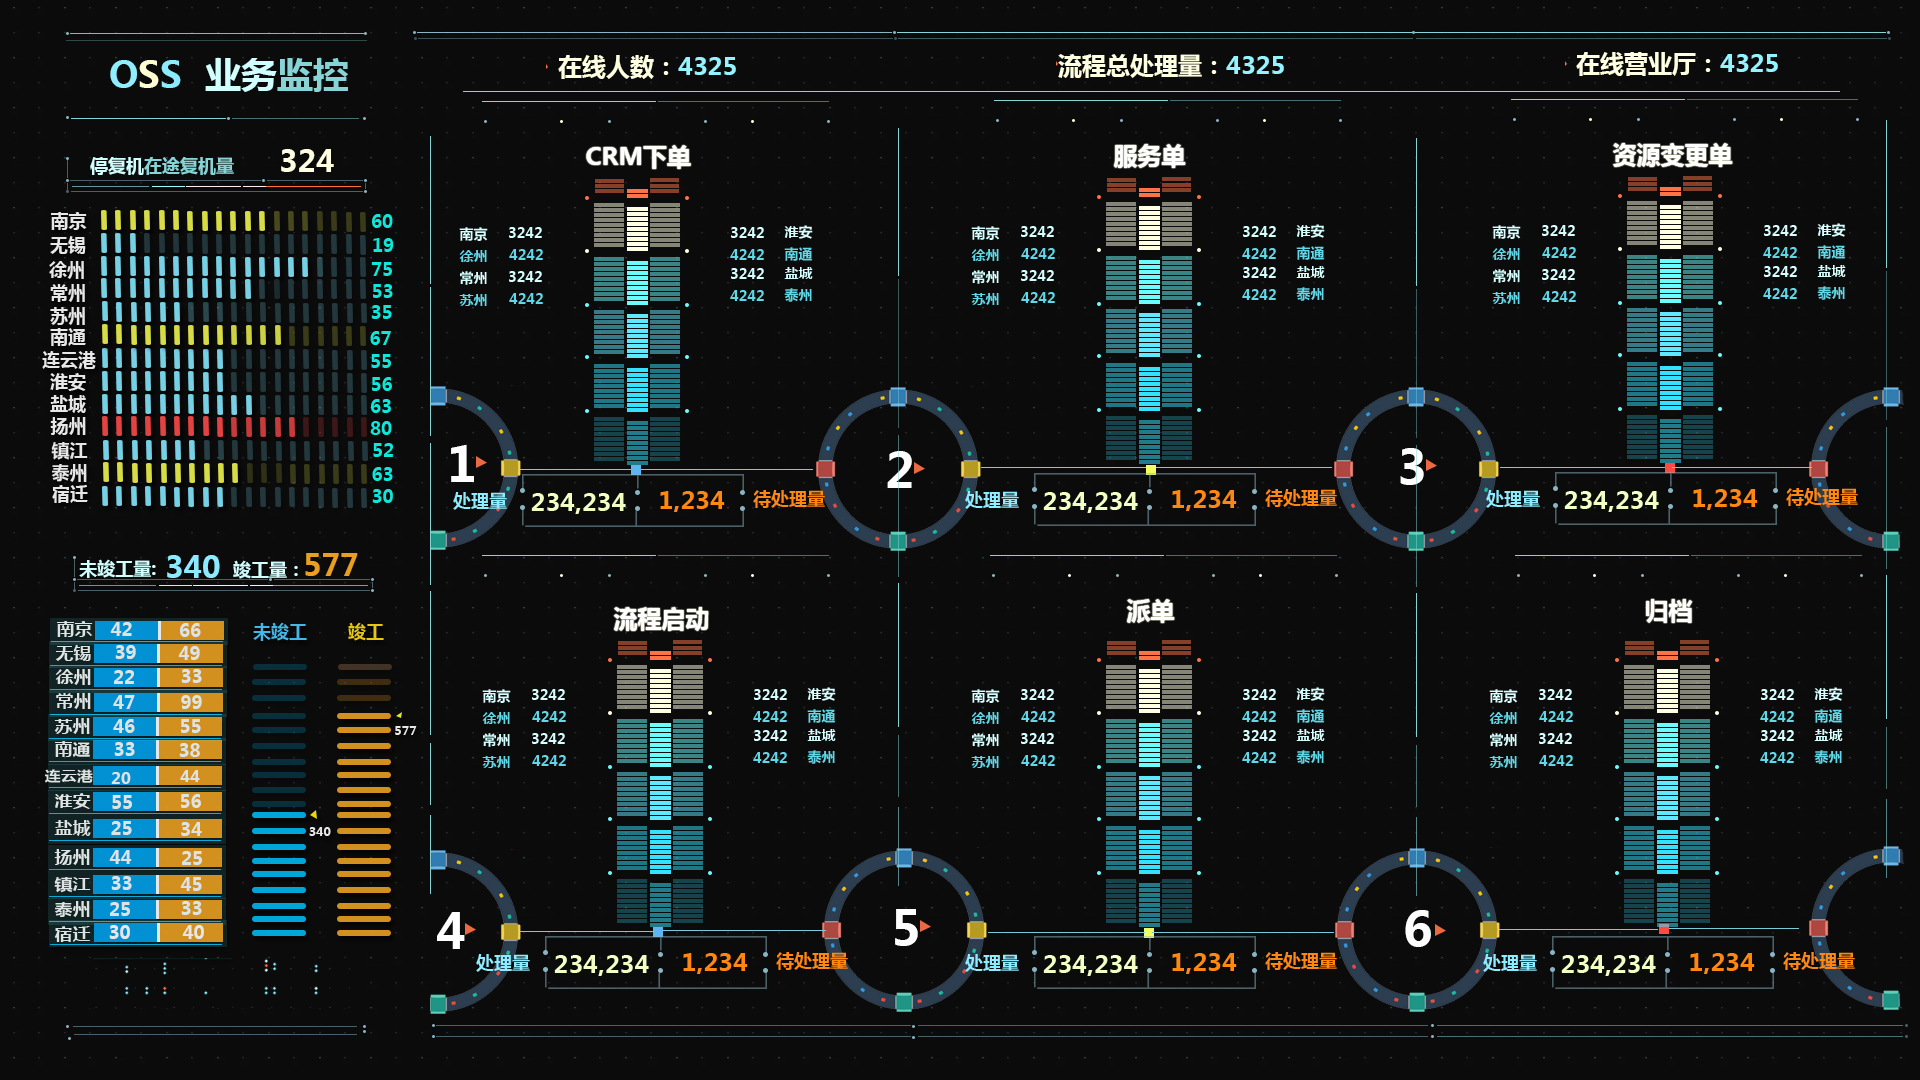 OSS 业务监控
在线人数：4325
流程总处理量：4325
在线营业厅：4325
停复机在途复机量 324
南京 60
无锡 19
徐州 75
常州 53
苏州 35
南通 67
连云港 55
淮安 56
盐城 63
扬州 80
镇江 52
泰州 63
宿迁 30
未竣工量: 340 竣工量：577
未竣工 竣工
南京 42 66
无锡 39 49
徐州 22 33
常州 47 99
苏州 46 55
南通 33 38
连云港 20 44
淮安 55 56
盐城 25 34
扬州 44 25
镇江 33 45
泰州 25 33
宿迁 30 40
577
340
CRM下单
南京 3242 3242 淮安
徐州 4242 4242 南通
常州 3242 3242 盐城
苏州 4242 4242 泰州
1
处理量 234,234 1,234 待处理量
服务单
南京 3242 3242 淮安
徐州 4242 4242 南通
常州 3242 3242 盐城
苏州 4242 4242 泰州
2
处理量 234,234 1,234 待处理量
资源变更单
南京 3242 3242 淮安
徐州 4242 4242 南通
常州 3242 3242 盐城
苏州 4242 4242 泰州
3
处理量 234,234 1,234 待处理量
流程启动
南京 3242 3242 淮安
徐州 4242 4242 南通
常州 3242 3242 盐城
苏州 4242 4242 泰州
4
处理量 234,234 1,234 待处理量
派单
南京 3242 3242 淮安
徐州 4242 4242 南通
常州 3242 3242 盐城
苏州 4242 4242 泰州
5
处理量 234,234 1,234 待处理量
归档
南京 3242 3242 淮安
徐州 4242 4242 南通
常州 3242 3242 盐城
苏州 4242 4242 泰州
6
处理量 234,234 1,234 待处理量